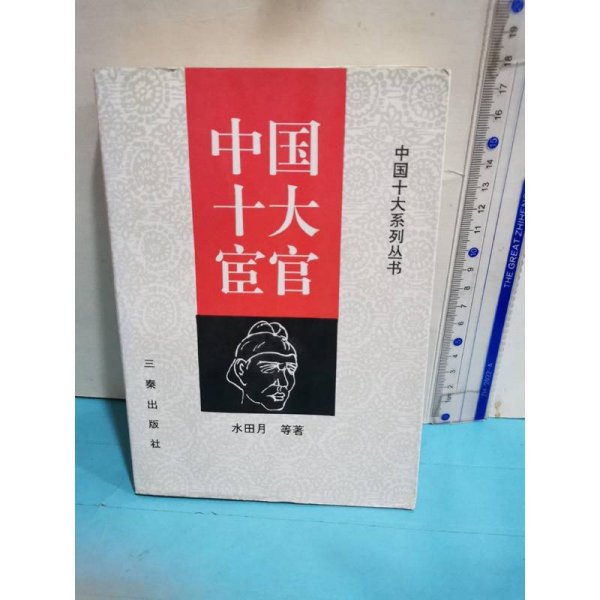 中国
十大
宦官
中国十大系列丛书
水田月 等著
三秦出版社
THE GREAT